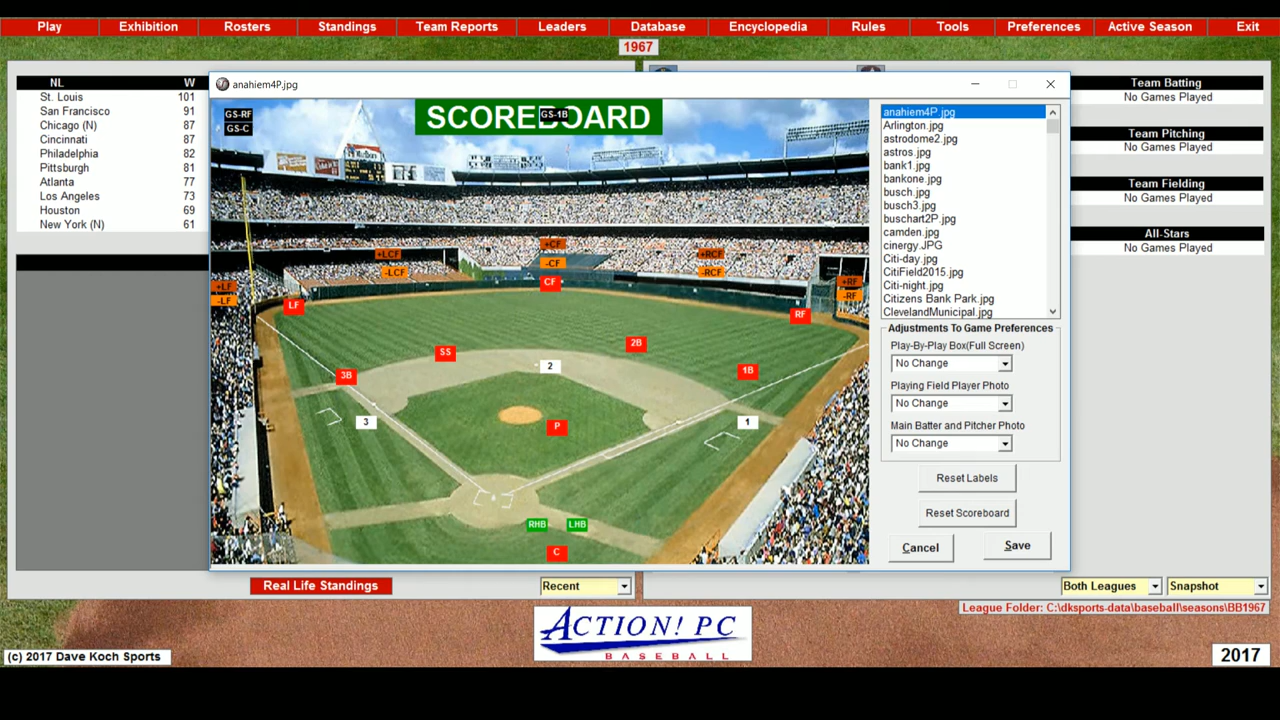 Play Exhibition Rosters Standings Team Reports Leaders Database Encyclopedia Rules Tools Preferences Active Season Exit
1967
NL W
St. Louis 101
San Francisco 91
Chicago (N) 87
Cincinnati 87
Philadelphia 82
Pittsburgh 81
Atlanta 77
Los Angeles 73
Houston 69
New York (N) 61
anahiem4P.jpg
GS-RF
GS-C
SCOREBOARD
GS-1B
+LCF
-LCF
+CF
-CF
CF
+RCF
-RCF
+LF
-LF
LF
+RF
-RF
RF
SS
2B
3B
2
1B
3
P
1
RHB LHB
C
anahiem4P.jpg
Arlington.jpg
astrodome2.jpg
astros.jpg
bank1.jpg
bankone.jpg
busch.jpg
busch3.jpg
buschart2P.jpg
camden.jpg
cinergy.JPG
Citi-day.jpg
CitiField2015.jpg
Citi-night.jpg
Citizens Bank Park.jpg
ClevelandMunicipal.jpg
Adjustments To Game Preferences
Play-By-Play Box(Full Screen)
No Change
Playing Field Player Photo
No Change
Main Batter and Pitcher Photo
No Change
Reset Labels
Reset Scoreboard
Cancel Save
Team Batting
No Games Played
Team Pitching
No Games Played
Team Fielding
No Games Played
All-Stars
No Games Played
Real Life Standings
Recent
Both Leagues
Snapshot
League Folder: C:\dksports-data\baseball\seasons\BB1967
ACTION! PC
BASEBALL
(c) 2017 Dave Koch Sports
2017